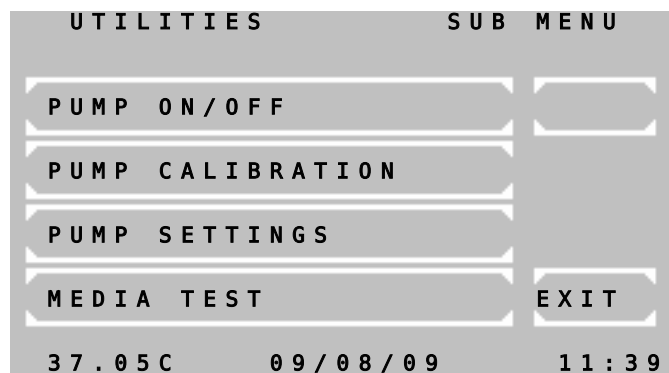 UTILITIES SUB MENU
PUMP ON/OFF
PUMP CALIBRATION
PUMP SETTINGS
MEDIA TEST EXIT
37.05C 09/08/09 11:39